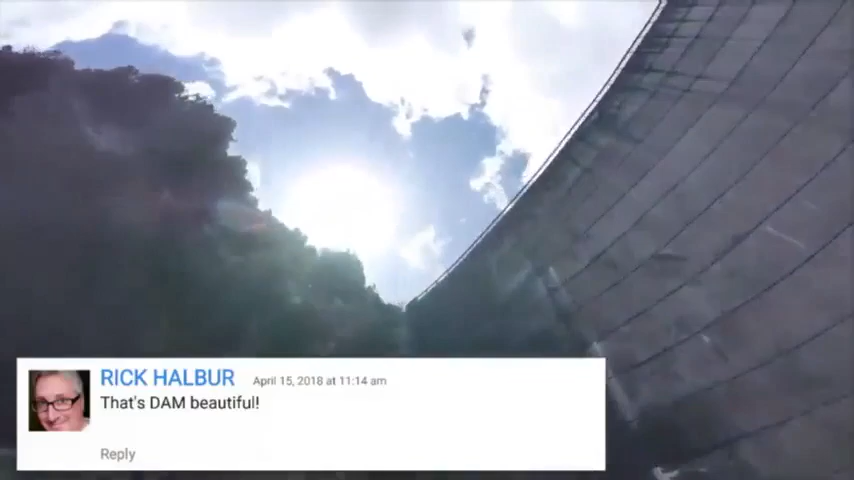 RICK HALBUR April 15, 2018 at 11:14 am
That's DAM beautiful!
Reply